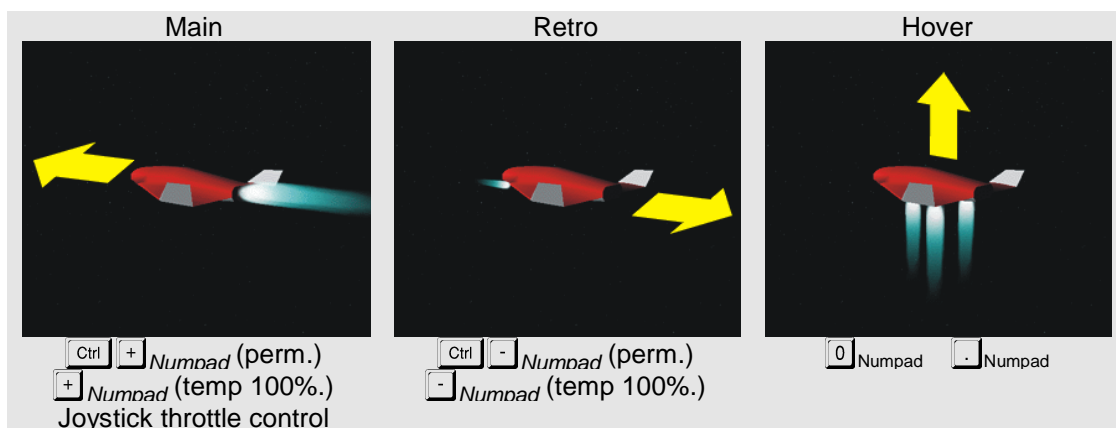 Main
Retro
Hover
Ctrl + Numpad (perm.)
+ Numpad (temp 100%.)
Joystick throttle control
Ctrl - Numpad (perm.)
- Numpad (temp 100%.)
0 Numpad . Numpad